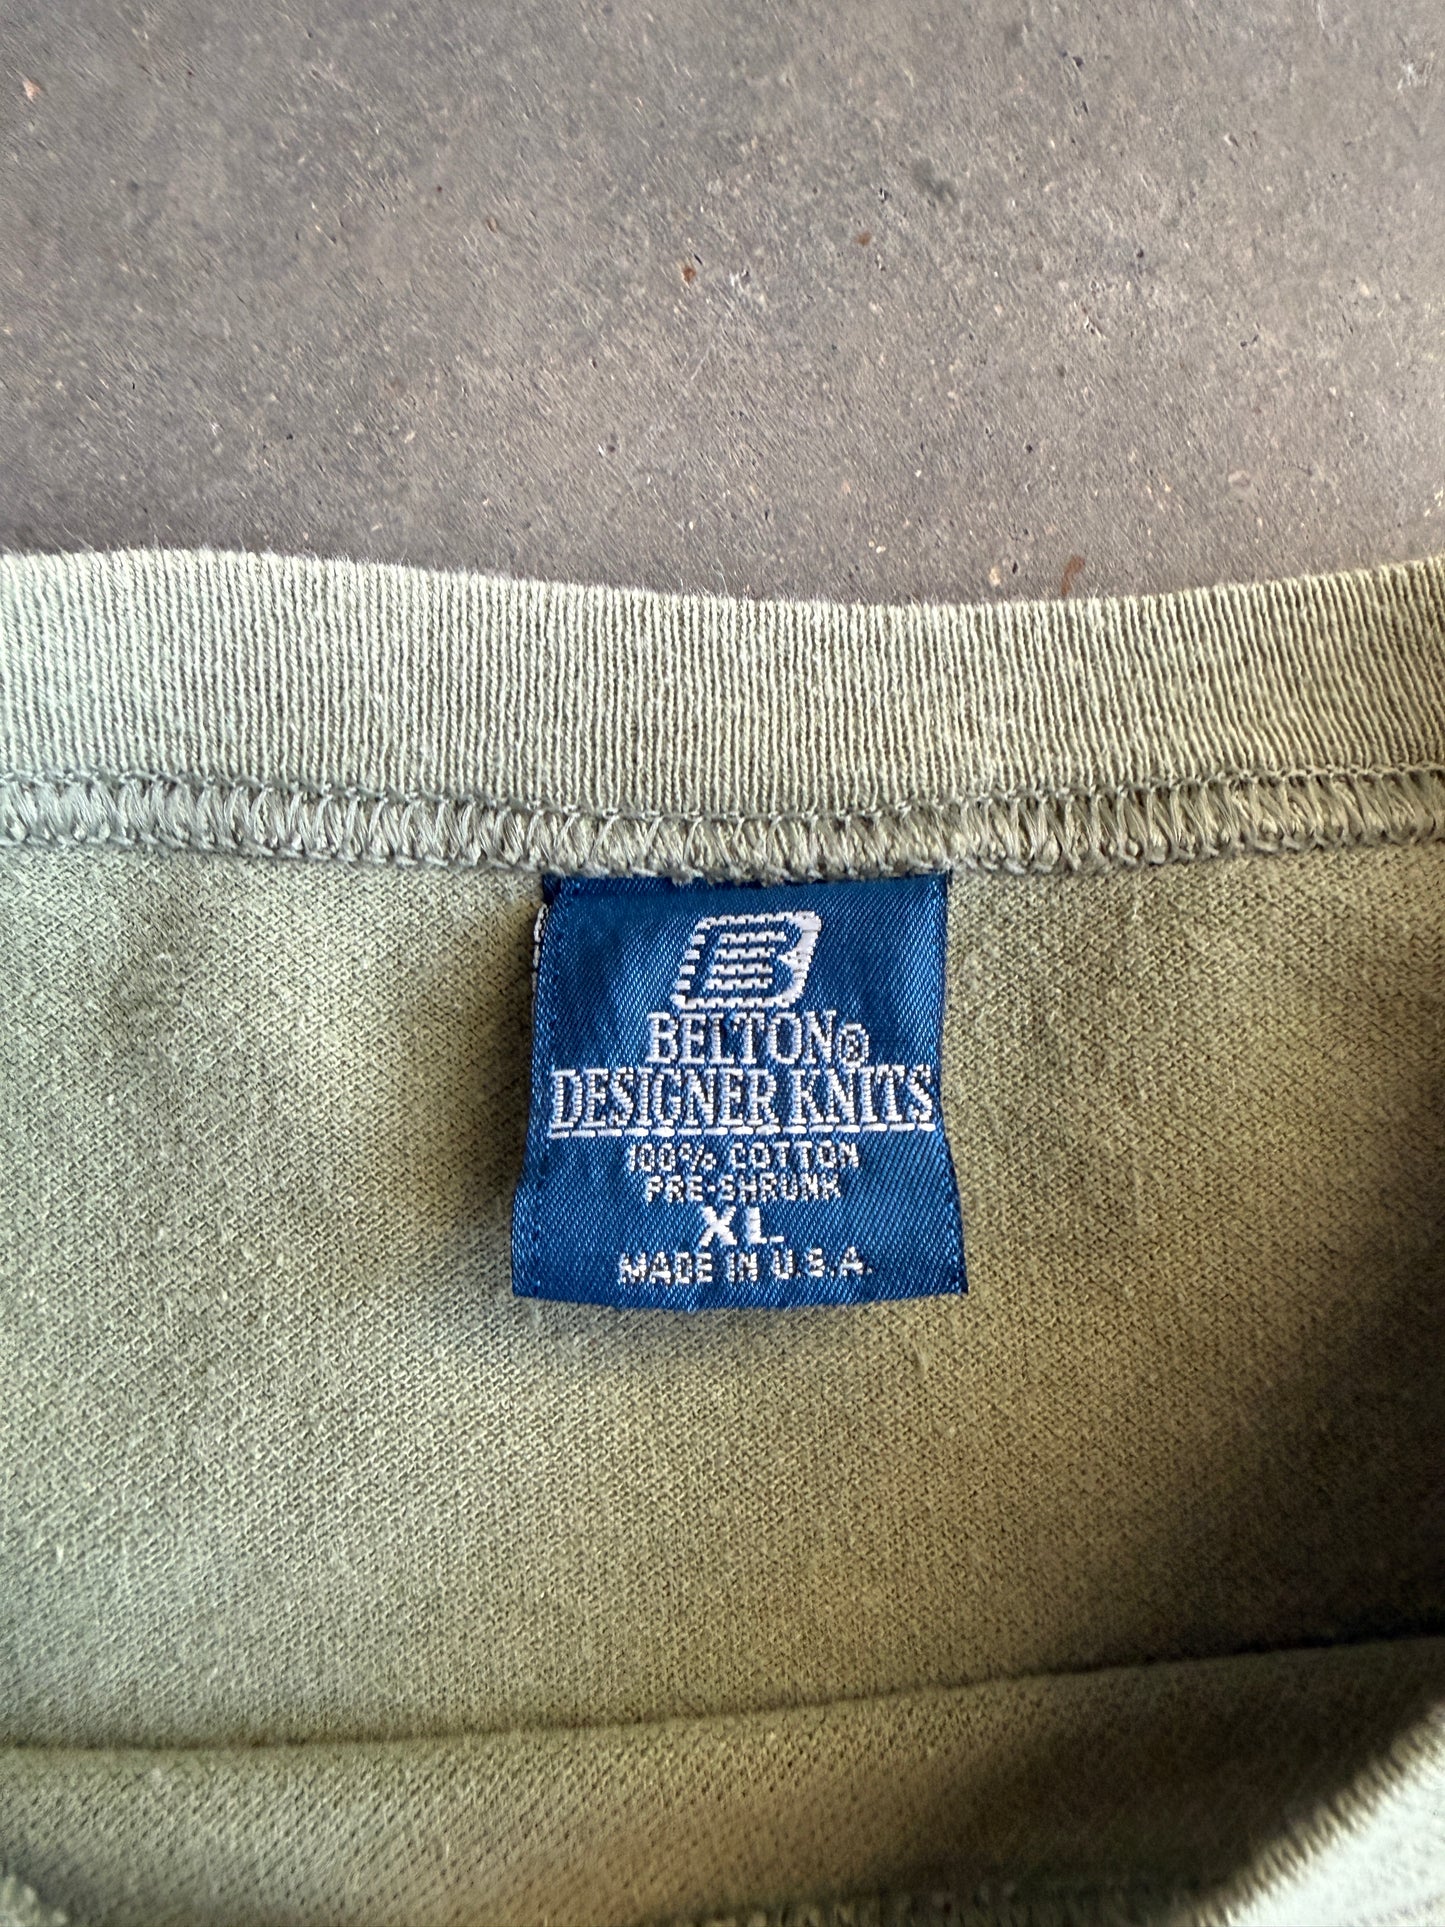 B
BELTON®
DESIGNER KNITS
100% COTTON
PRE-SHRUNK
XL
MADE IN U.S.A.